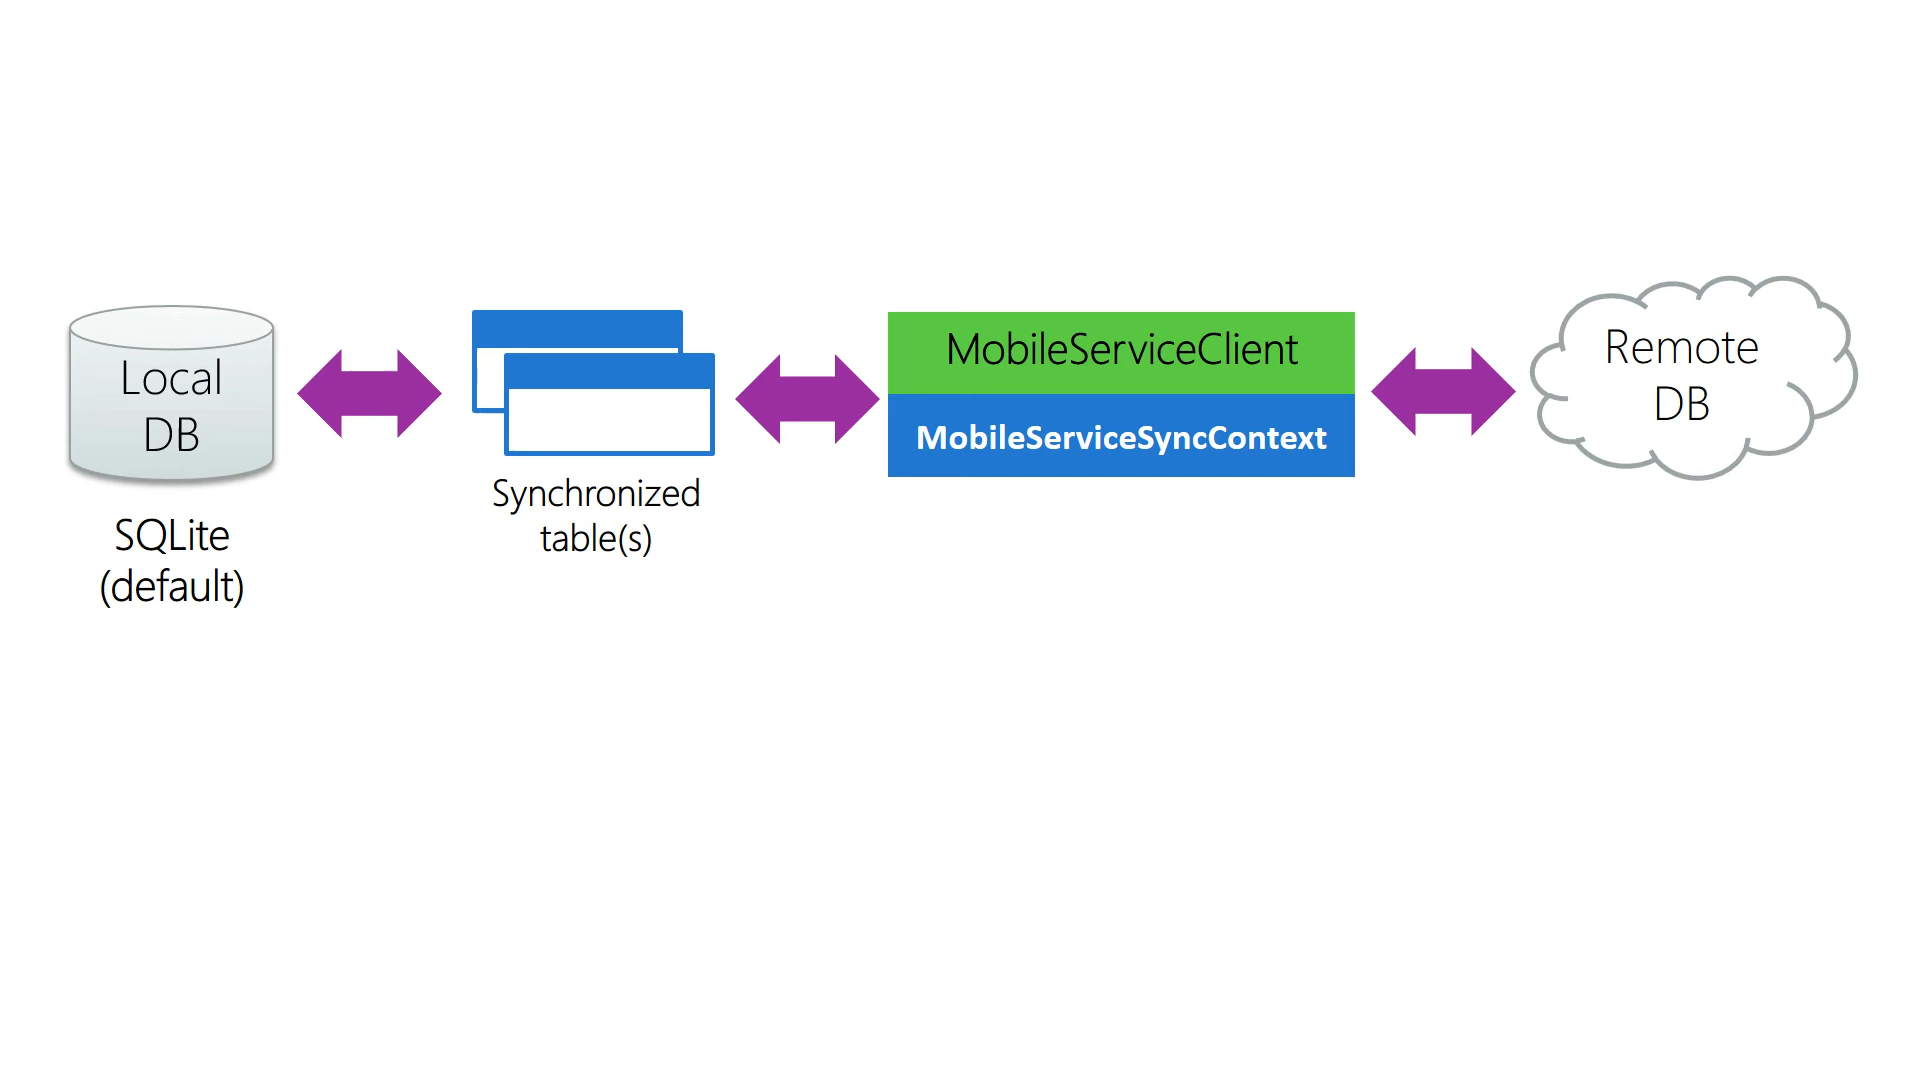 Local
DB
SQLite
(default)
Synchronized
table(s)
MobileServiceClient
MobileServiceSyncContext
Remote
DB